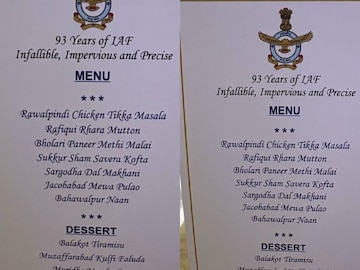 93 Years of IAF
Infallible, Impervious and Precise
MENU
***
Rawalpindi Chicken Tikka Masala
Rafiqui Rhara Mutton
Bholari Paneer Methi Malai
Sukkur Sham Savera Kofta
Sargodha Dal Makhani
Jacobabad Mewa Pulao
Bahawalpur Naan
***
DESSERT
Balakot Tiramisu
Muzaffarabad Kulfi Faluda
93 Years of IAF
Infallible, Impervious and Precise
MENU
***
Rawalpindi Chicken Tikka Masala
Rafiqui Rhara Mutton
Bholari Paneer Methi Malai
Sukkur Sham Savera Kofta
Sargodha Dal Makhani
Jacobabad Mewa Pulao
Bahawalpur Naan
***
DESSERT
Balakot Tiramisu